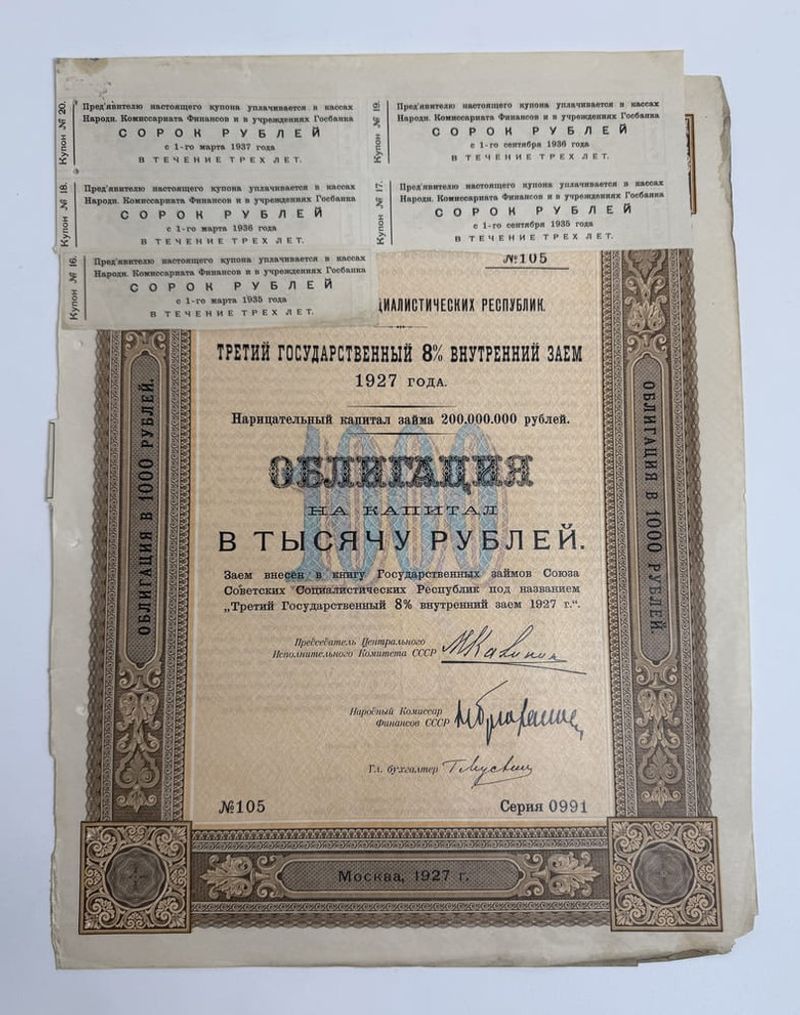 Купон № 20.
Пред'явителю настоящего купона уплачивается в кассах
Народн. Комиссариата Финансов и в учреждениях Госбанка
СОРОК РУБЛЕЙ
с 1-го марта 1937 года
В ТЕЧЕНИЕ ТРЕХ ЛЕТ.
Купон № 19.
Пред'явителю настоящего купона уплачивается в кассах
Народн. Комиссариата Финансов и в учреждениях Госбанка
СОРОК РУБЛЕЙ
с 1-го сентября 1936 года
В ТЕЧЕНИЕ ТРЕХ ЛЕТ.
Купон № 18.
Пред'явителю настоящего купона уплачивается в кассах
Народн. Комиссариата Финансов и в учреждениях Госбанка
СОРОК РУБЛЕЙ
с 1-го марта 1936 года
В ТЕЧЕНИЕ ТРЕХ ЛЕТ.
Купон № 17.
Пред'явителю настоящего купона уплачивается в кассах
Народн. Комиссариата Финансов и в учреждениях Госбанка
СОРОК РУБЛЕЙ
с 1-го сентября 1935 года
В ТЕЧЕНИЕ ТРЕХ ЛЕТ.
Купон № 16.
Пред'явителю настоящего купона уплачивается в кассах
Народн. Комиссариата Финансов и в учреждениях Госбанка
СОРОК РУБЛЕЙ
с 1-го марта 1935 года
В ТЕЧЕНИЕ ТРЕХ ЛЕТ.
№105
ЦИАЛИСТИЧЕСКИХ РЕСПУБЛИК.
ТРЕТИЙ ГОСУДАРСТВЕННЫЙ 8% ВНУТРЕННИЙ ЗАЕМ
1927 ГОДА.
Нарицательный капитал займа 200.000.000 рублей.
1000
ОБЛИГАЦИЯ
НА КАПИТАЛ
В ТЫСЯЧУ РУБЛЕЙ.
Заем внесен в книгу Государственных займов Союза
Советских Социалистических Республик под названием
„Третий Государственный 8% внутренний заем 1927 г.“.
Председатель Центрального
Исполнительного Комитета СССР
М Калинин
Народный Комиссар
Финансов СССР
Гл. бухгалтер
№105
Серия 0991
ОБЛИГАЦИЯ В 1000 РУБЛЕЙ.
ОБЛИГАЦИЯ В 1000 РУБЛЕЙ.
Москва, 1927 г.